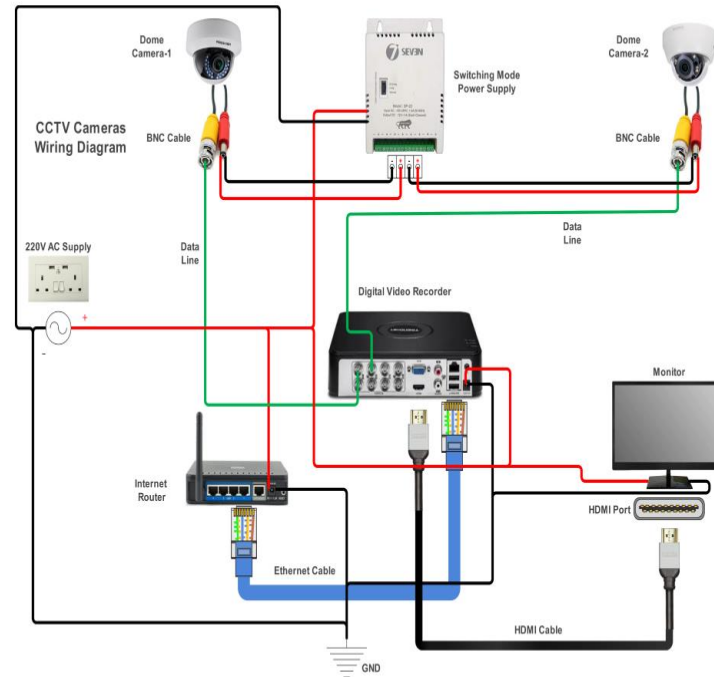 Dome
Camera-1
7 SEVEN
Switching Mode
Power Supply
Dome
Camera-2
CCTV Cameras
Wiring Diagram
BNC Cable
BNC Cable
- + - +
Data
Line
Data
Line
220V AC Supply
+
-
Digital Video Recorder
Monitor
Internet
Router
HDMI Port
Ethernet Cable
HDMI Cable
GND